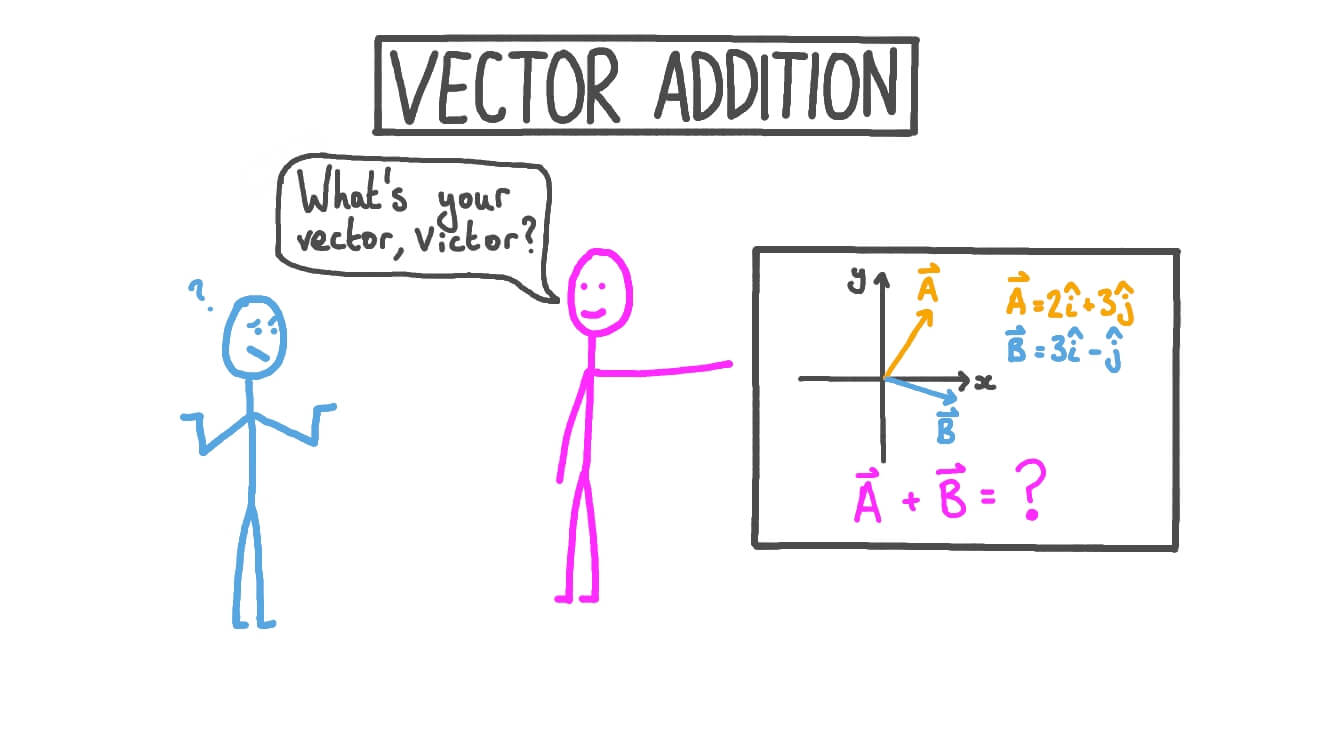 VECTOR ADDITION
What's your
vector, Victor?
?
y
x
A⃗
B⃗
A⃗ = 2î + 3ĵ
B⃗ = 3î - ĵ
A⃗ + B⃗ = ?